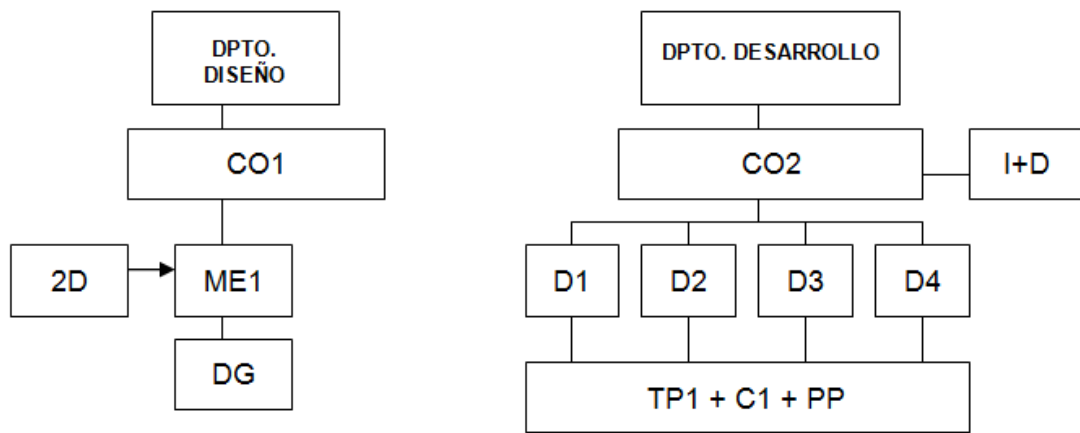 DPTO.
DISEÑO
CO1
2D
ME1
DG
DPTO. DESARROLLO
CO2
I+D
D1
D2
D3
D4
TP1 + C1 + PP